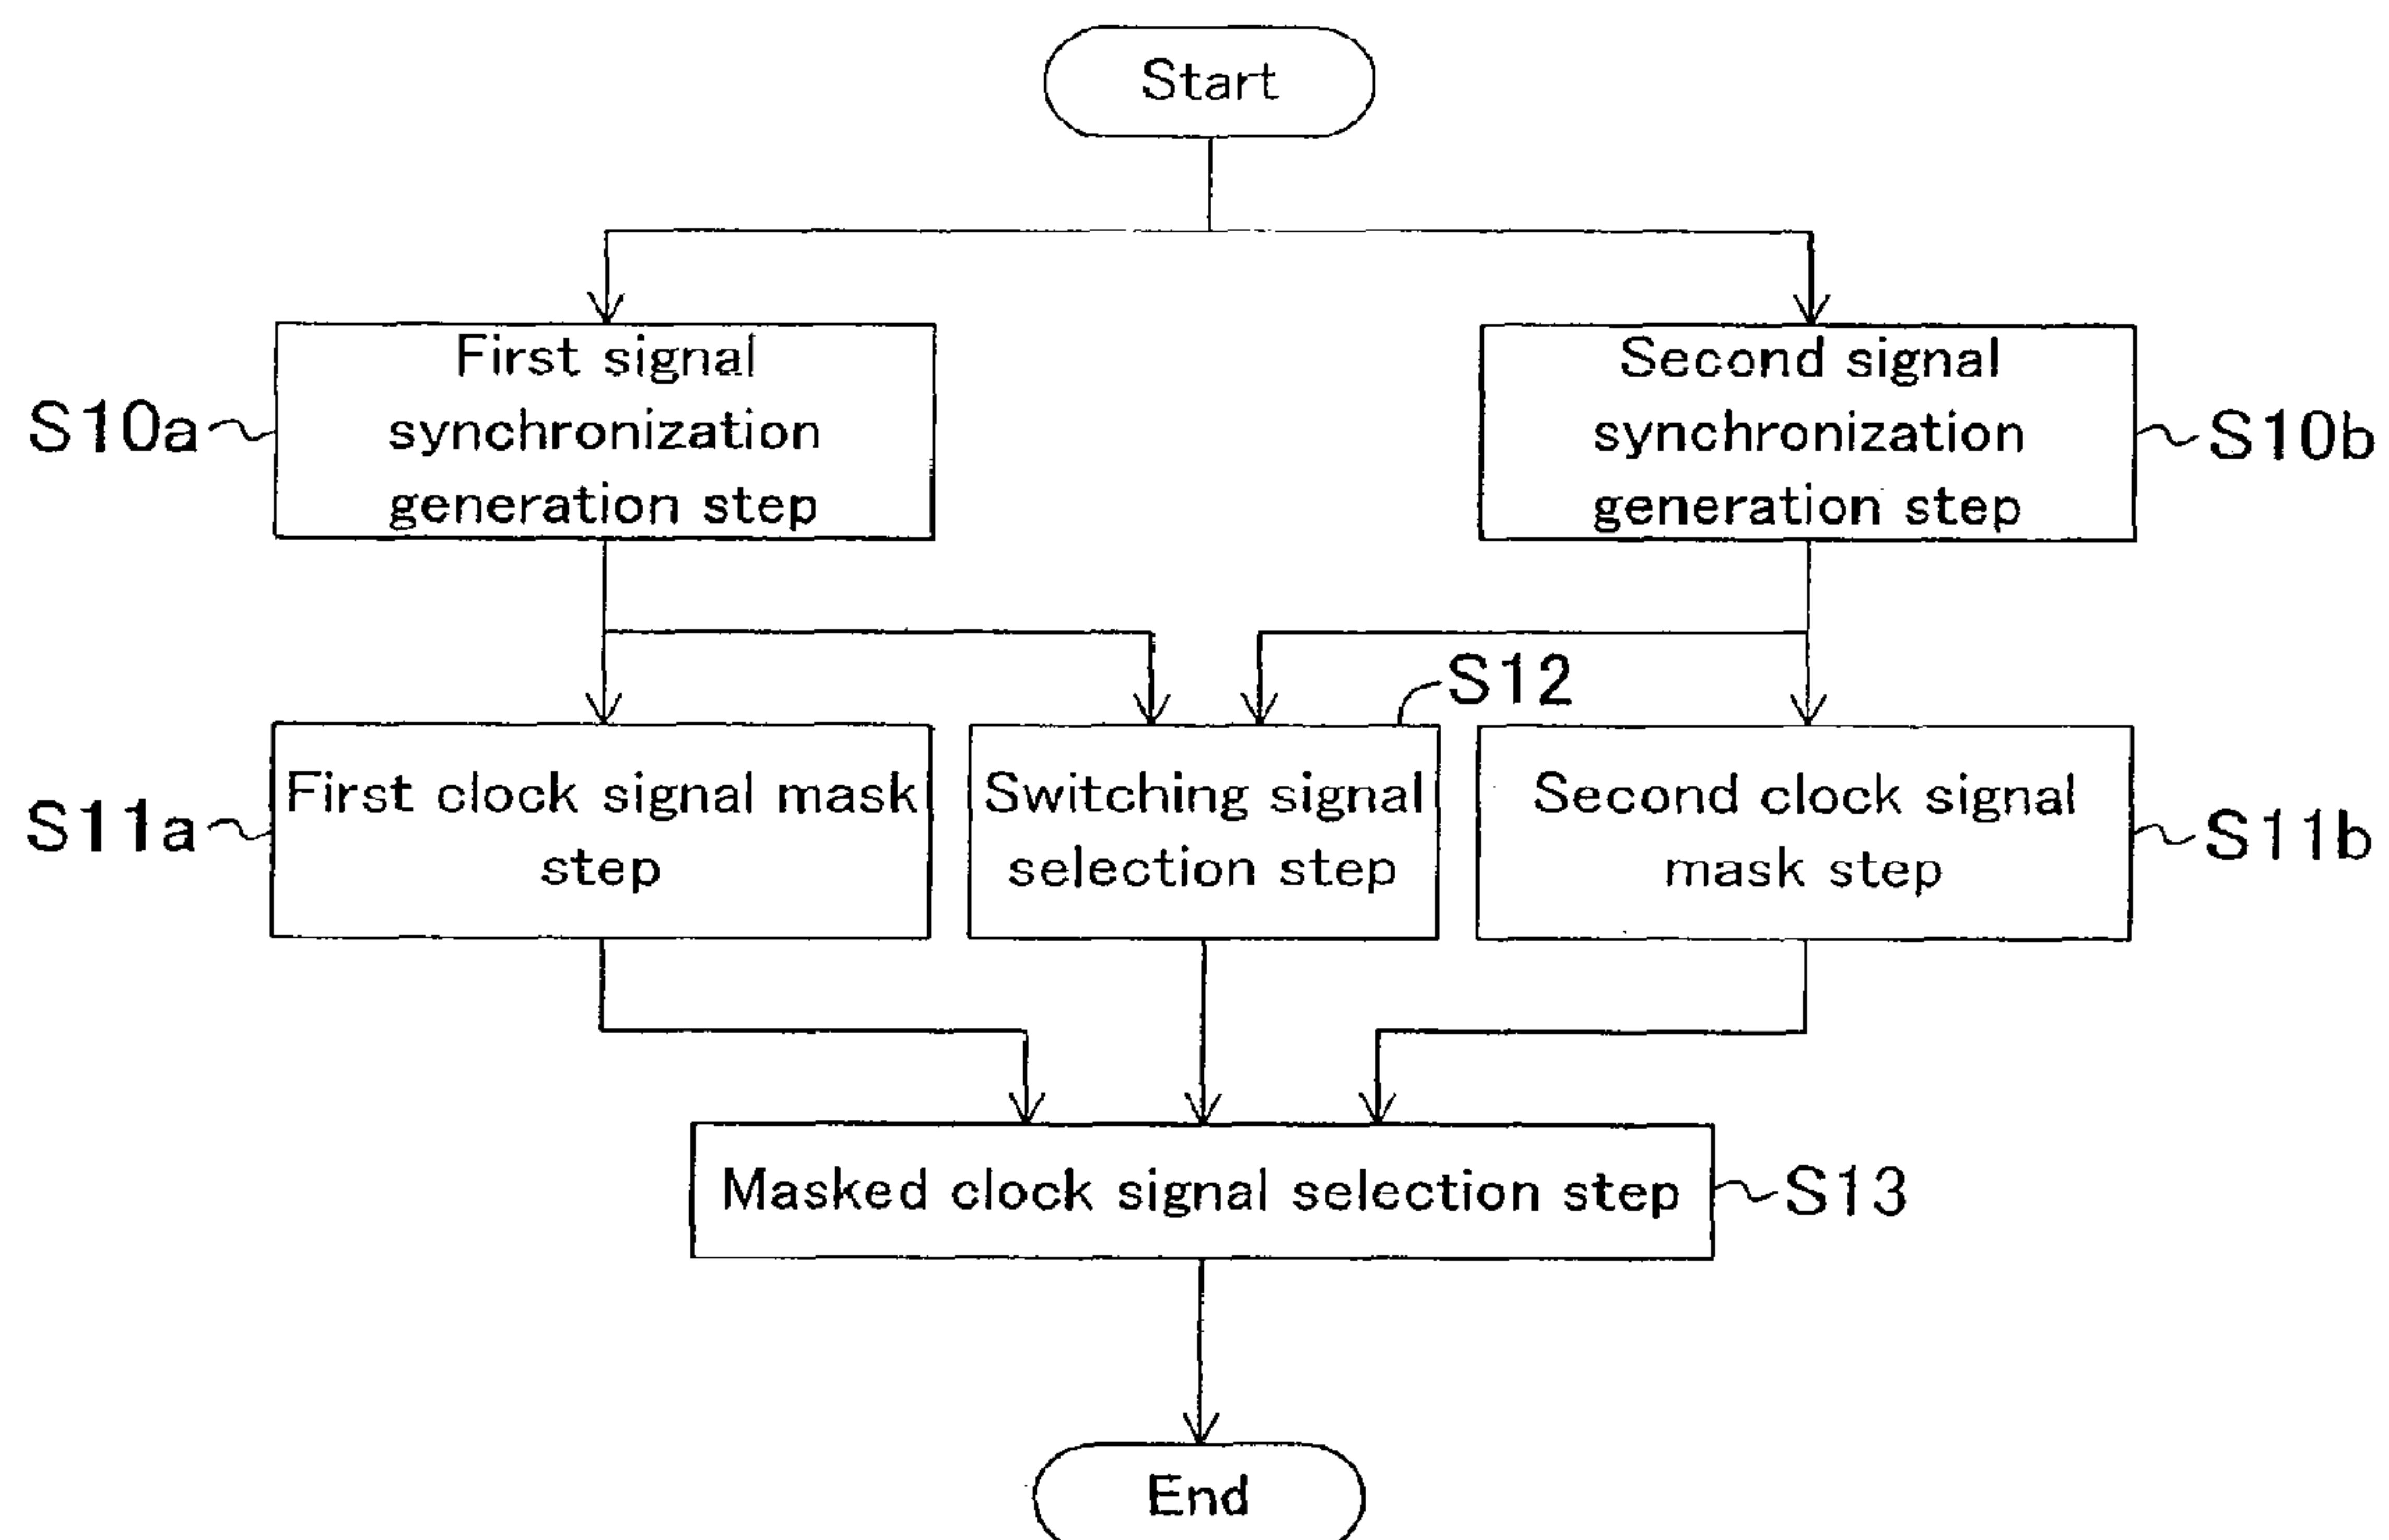 Start
First signal
synchronization
generation step
S10a
Second signal
synchronization
generation step
S10b
S12
First clock signal mask
step
S11a
Switching signal
selection step
Second clock signal
mask step
S11b
Masked clock signal selection step
S13
End